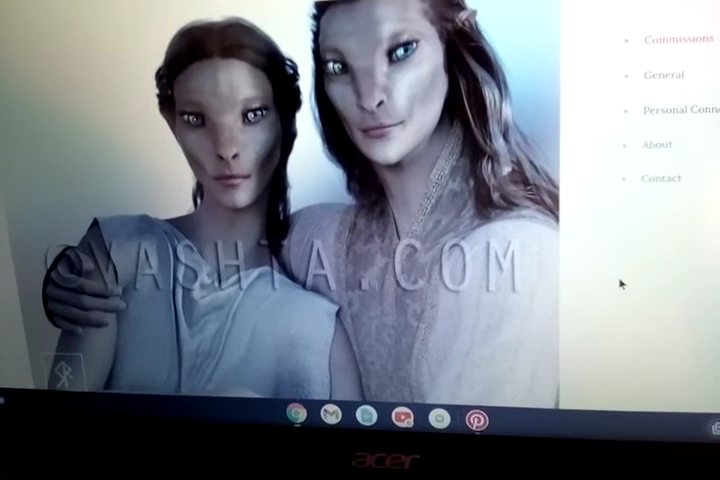 Commissions
General
Personal Conn
About
Contact
©VASHTA.COM
acer